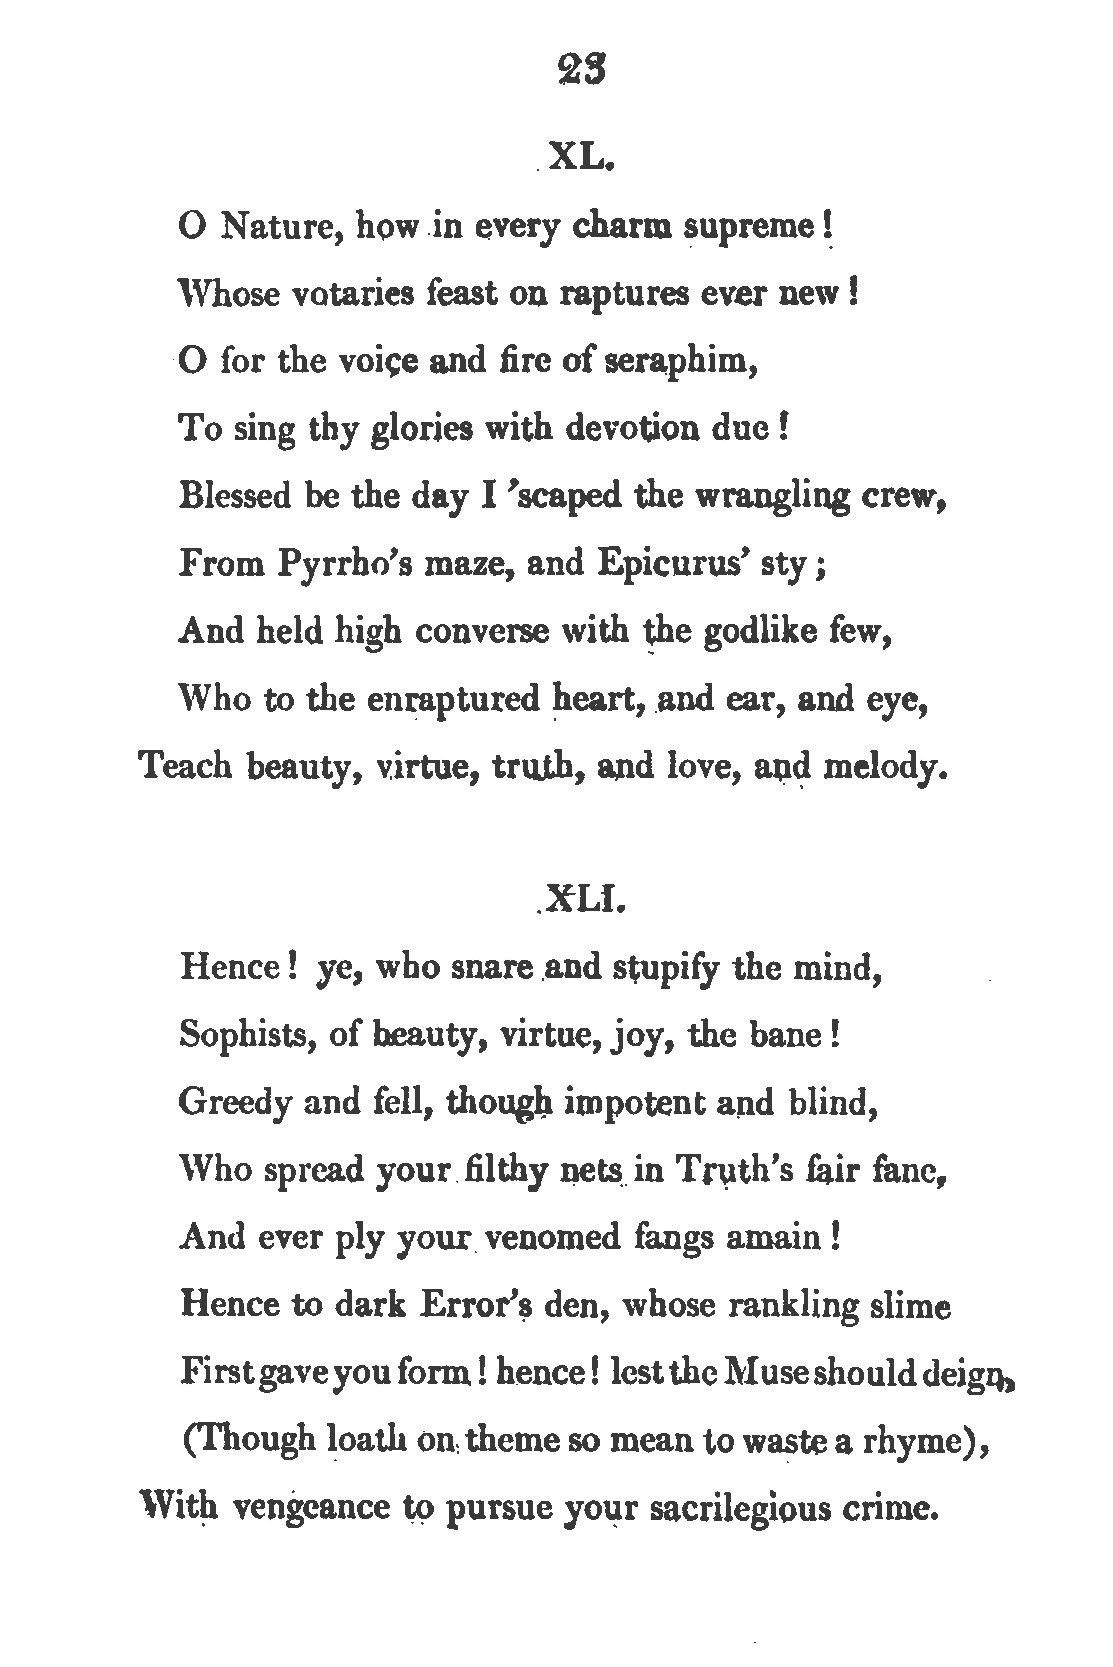 23
XL.
O Nature, how in every charm supreme!
Whose votaries feast on raptures ever new!
O for the voice and fire of seraphim,
To sing thy glories with devotion due!
Blessed be the day I 'scaped the wrangling crew,
From Pyrrho's maze, and Epicurus' sty;
And held high converse with the godlike few,
Who to the enraptured heart, and ear, and eye,
Teach beauty, virtue, truth, and love, and melody.
XLI.
Hence! ye, who snare and stupify the mind,
Sophists, of beauty, virtue, joy, the bane!
Greedy and fell, though impotent and blind,
Who spread your filthy nets in Truth's fair fane,
And ever ply your venomed fangs amain!
Hence to dark Error's den, whose rankling slime
First gave you form! hence! lest the Muse should deign,
(Though loath on theme so mean to waste a rhyme),
With vengeance to pursue your sacrilegious crime.